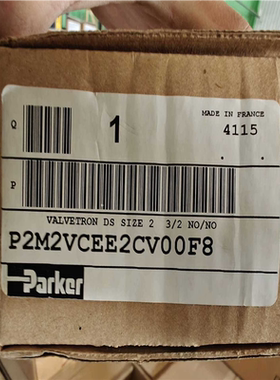 MADE IN FRANCE
Q
1
4115
P
VALVETRON DS SIZE 2 3/2 NO/NO
P2M2VCEE2CV00F8
Parker